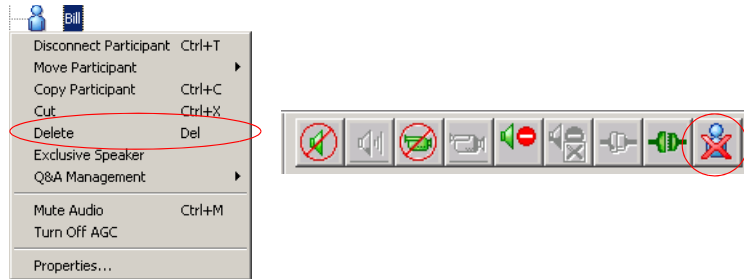 Bill
Disconnect Participant Ctrl+T
Move Participant
Copy Participant Ctrl+C
Cut Ctrl+X
Delete Del
Exclusive Speaker
Q&A Management
Mute Audio Ctrl+M
Turn Off AGC
Properties...